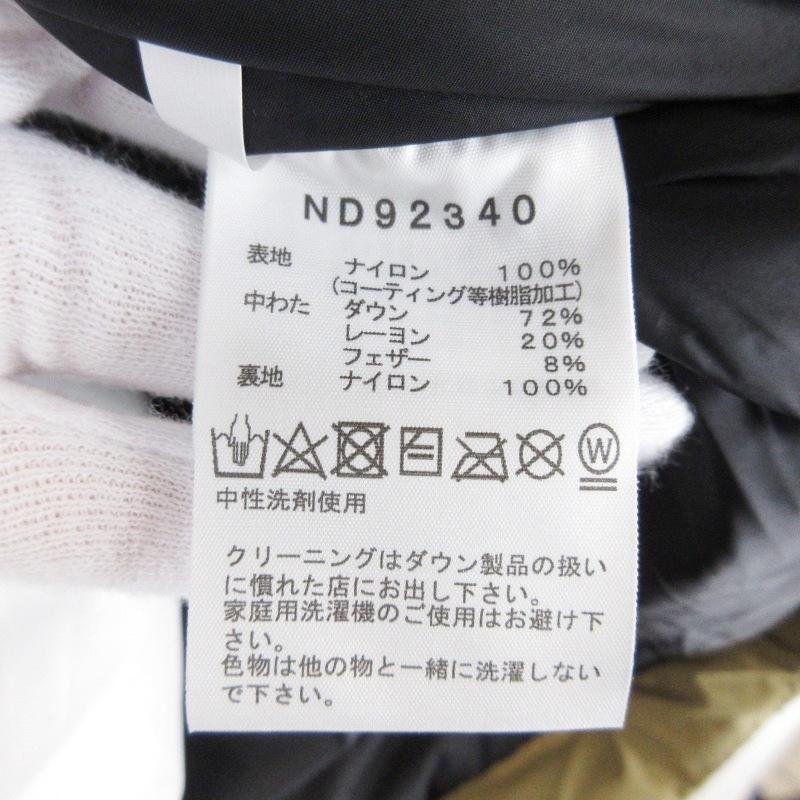 ND92340
表地 ナイロン 100%
(コーティング等樹脂加工)
中わた ダウン 72%
レーヨン 20%
フェザー 8%
裏地 ナイロン 100%
W
中性洗剤使用
クリーニングはダウン製品の扱い
に慣れた店にお出し下さい。
家庭用洗濯機のご使用はお避け下
さい。
色物は他の物と一緒に洗濯しない
で下さい。